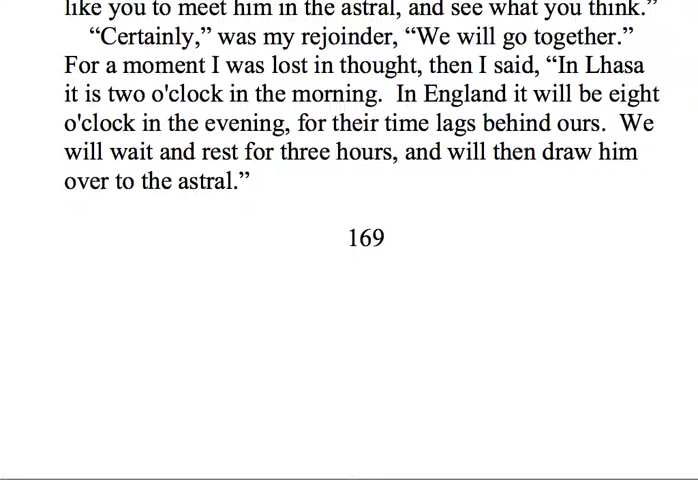 like you to meet him in the astral, and see what you think.”
“Certainly,” was my rejoinder, “We will go together.”
For a moment I was lost in thought, then I said, “In Lhasa
it is two o'clock in the morning.  In England it will be eight
o'clock in the evening, for their time lags behind ours.  We
will wait and rest for three hours, and will then draw him
over to the astral.”
169